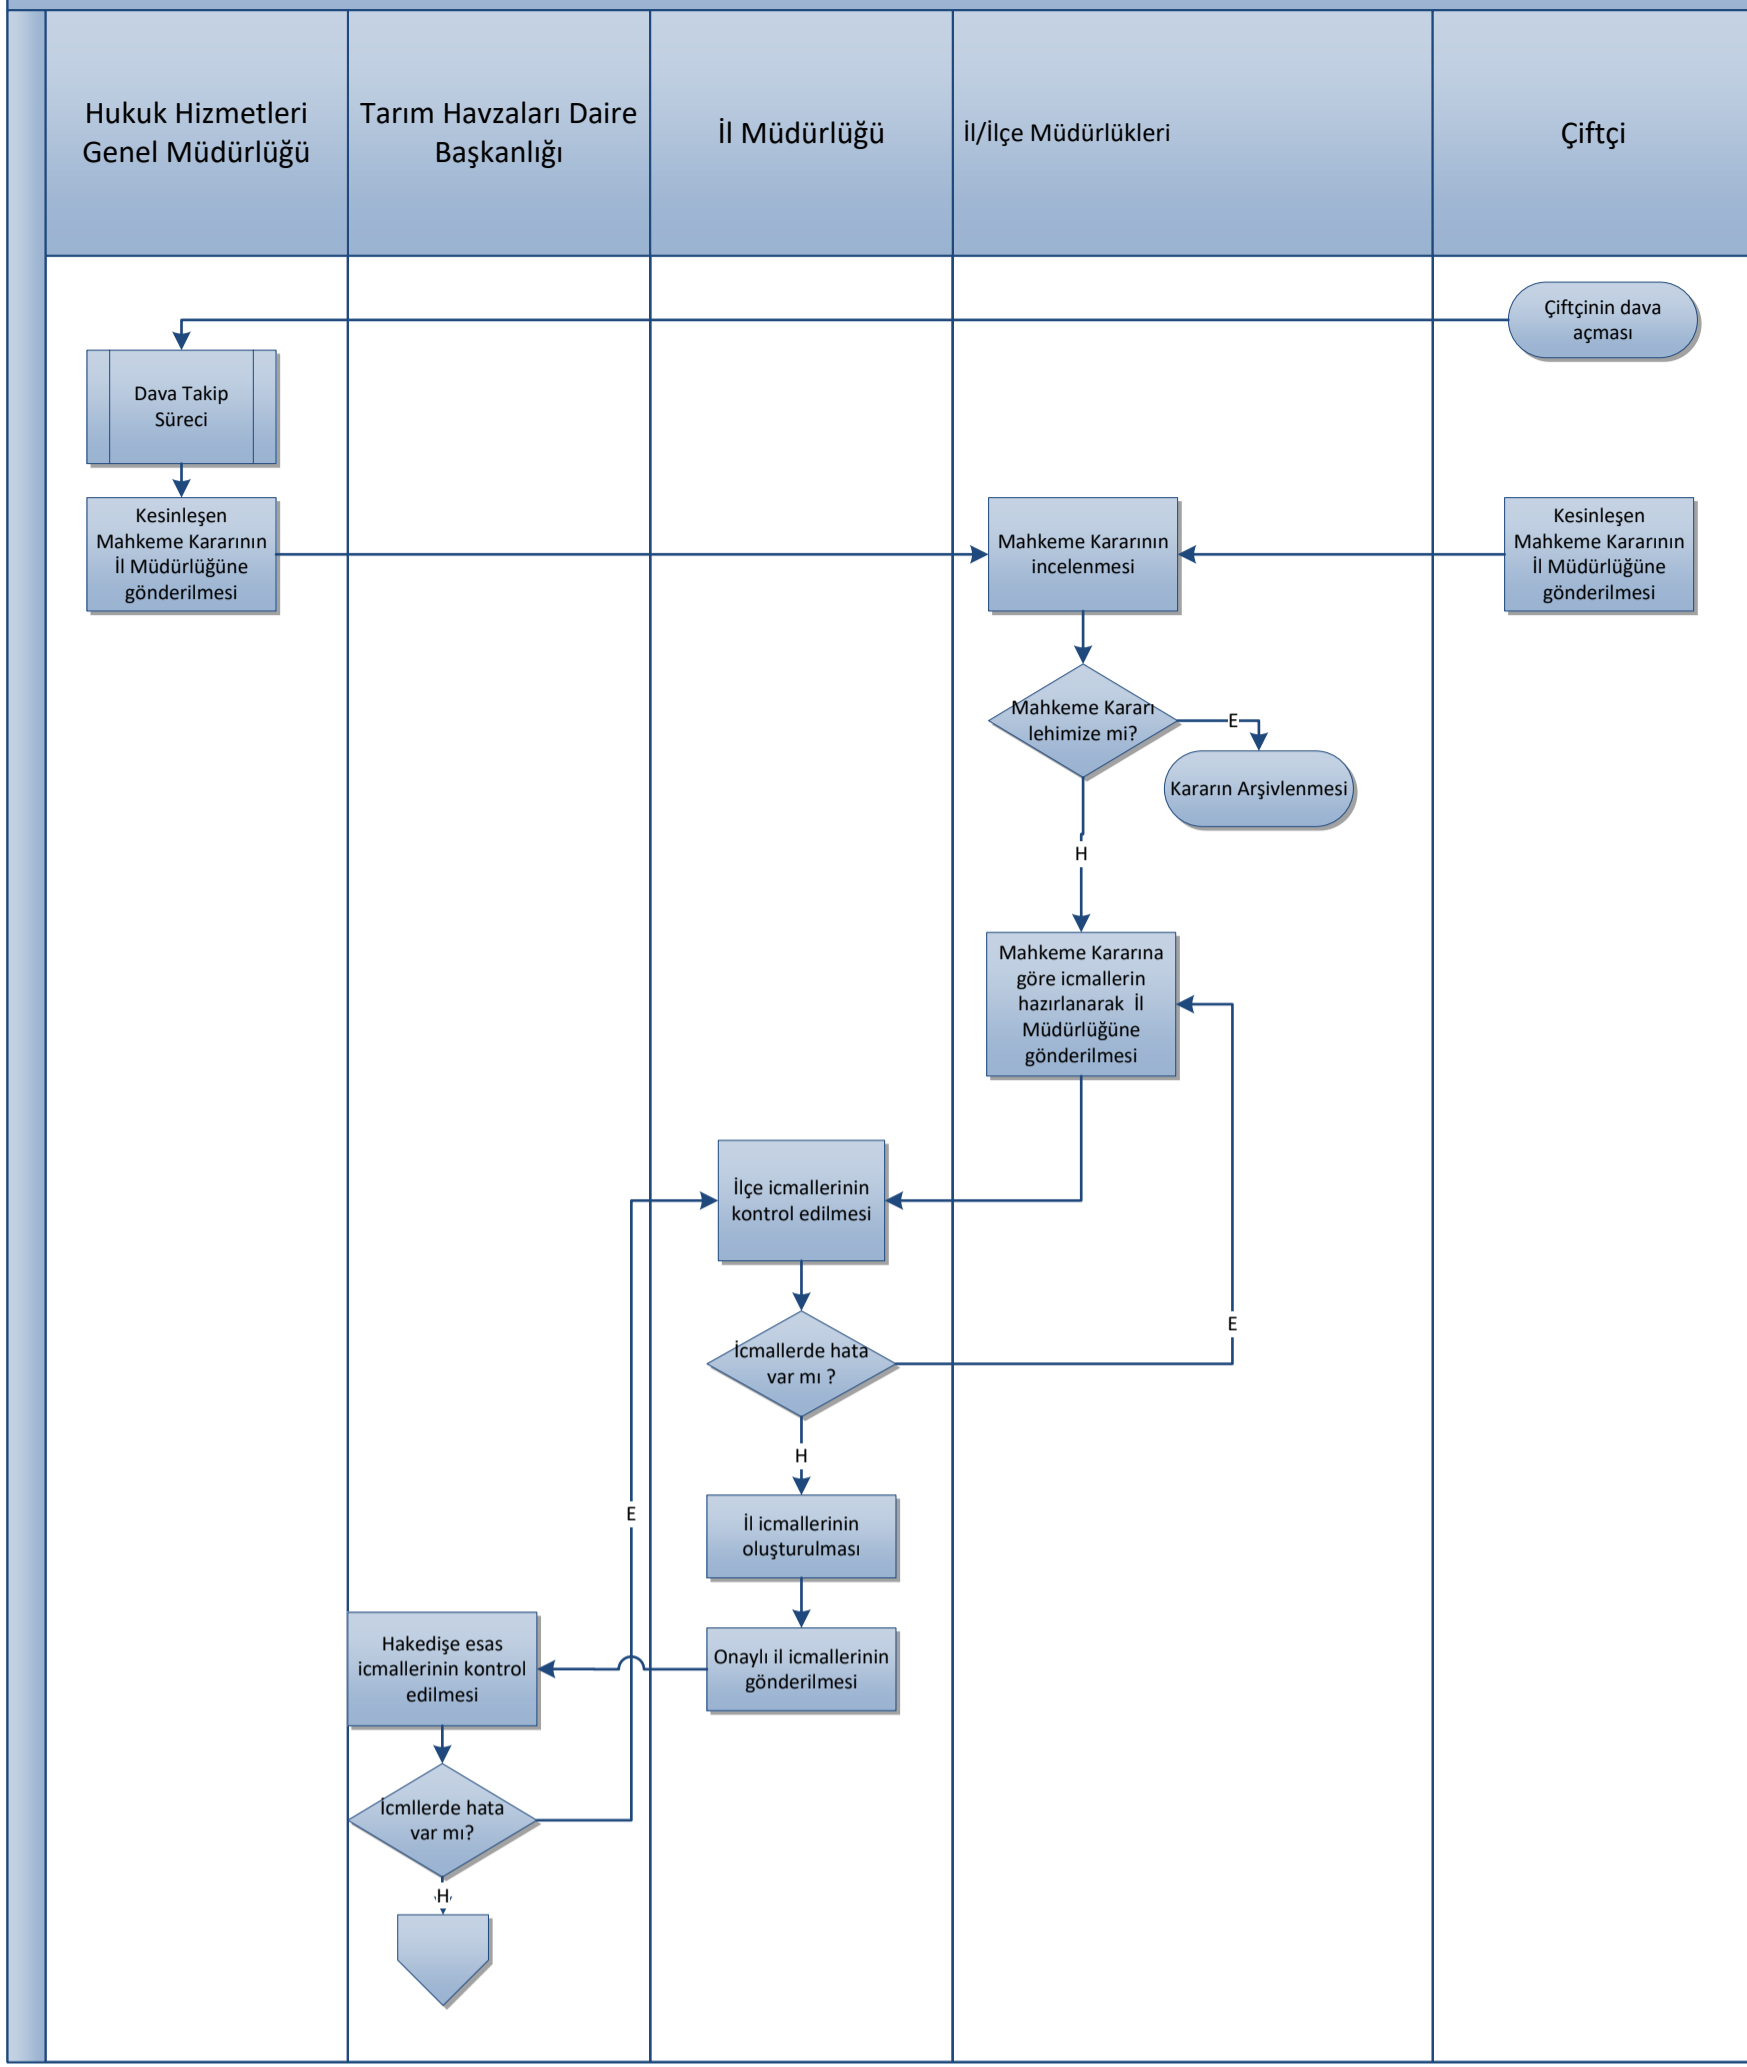 Hukuk Hizmetleri
Genel Müdürlüğü
Tarım Havzaları Daire
Başkanlığı
İl Müdürlüğü
İl/İlçe Müdürlükleri
Çiftçi
Çiftçinin dava
açması
Dava Takip
Süreci
Kesinleşen
Mahkeme Kararının
İl Müdürlüğüne
gönderilmesi
Mahkeme Kararının
incelenmesi
Kesinleşen
Mahkeme Kararının
İl Müdürlüğüne
gönderilmesi
Mahkeme Kararı
lehimize mi?
E
Kararın Arşivlenmesi
H
Mahkeme Kararına
göre icmallerin
hazırlanarak İl
Müdürlüğüne
gönderilmesi
İlçe icmallerinin
kontrol edilmesi
E
İcmallerde hata
var mı ?
H
E
İl icmallerinin
oluşturulması
Hakedişe esas
icmallerinin kontrol
edilmesi
Onaylı il icmallerinin
gönderilmesi
İcmllerde hata
var mı?
H